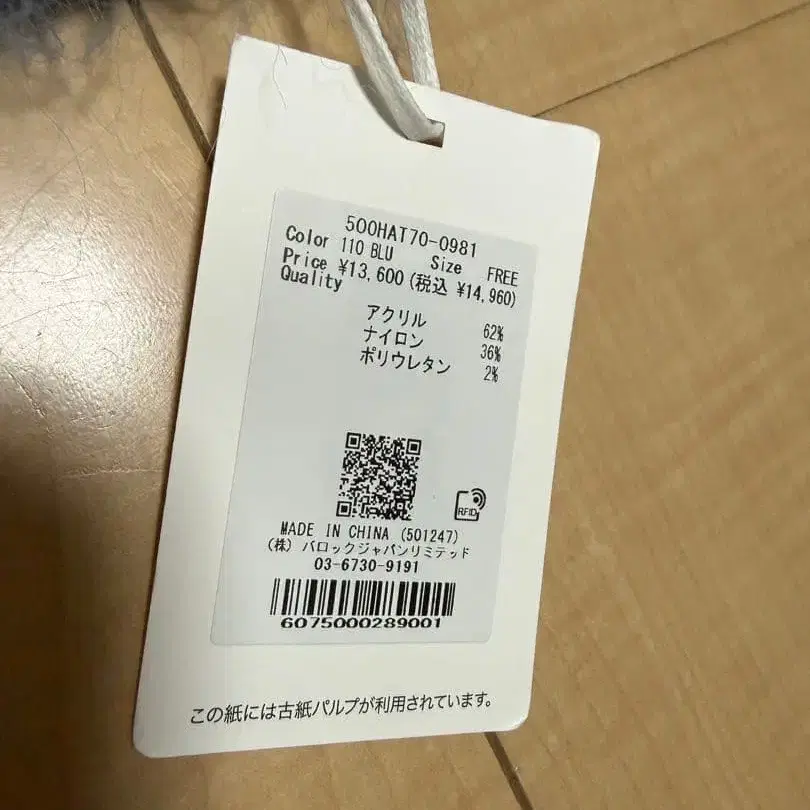 500HAT70-0981
Color 110 BLU Size FREE
Price ¥13,600(税込 ¥14,960)
Quality
アクリル 62%
ナイロン 36%
ポリウレタン 2%
RFID
MADE IN CHINA (501247)
(株) バロックジャパンリミテッド
03-6730-9191
6075000289001
この紙には古紙パルプが利用されています。